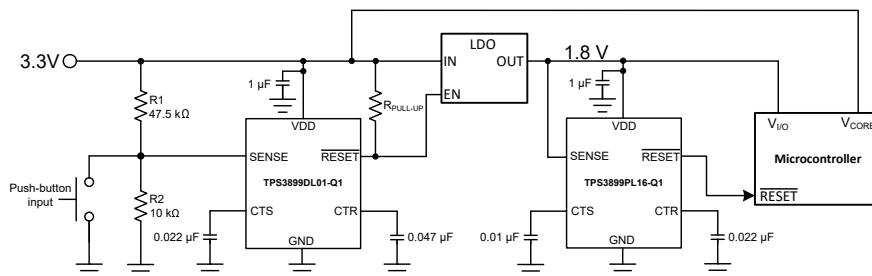 3.3V
R1
47.5 kΩ
R2
10 kΩ
Push-button
input
1 µF
VDD
SENSE
RESET
TPS3899DL01-Q1
CTS
CTR
GND
0.022 µF
0.047 µF
RPULL-UP
LDO
IN
OUT
EN
1.8 V
1 µF
VDD
SENSE
RESET
TPS3899PL16-Q1
CTS
CTR
GND
0.01 µF
0.022 µF
VI/O
VCORE
Microcontroller
RESET